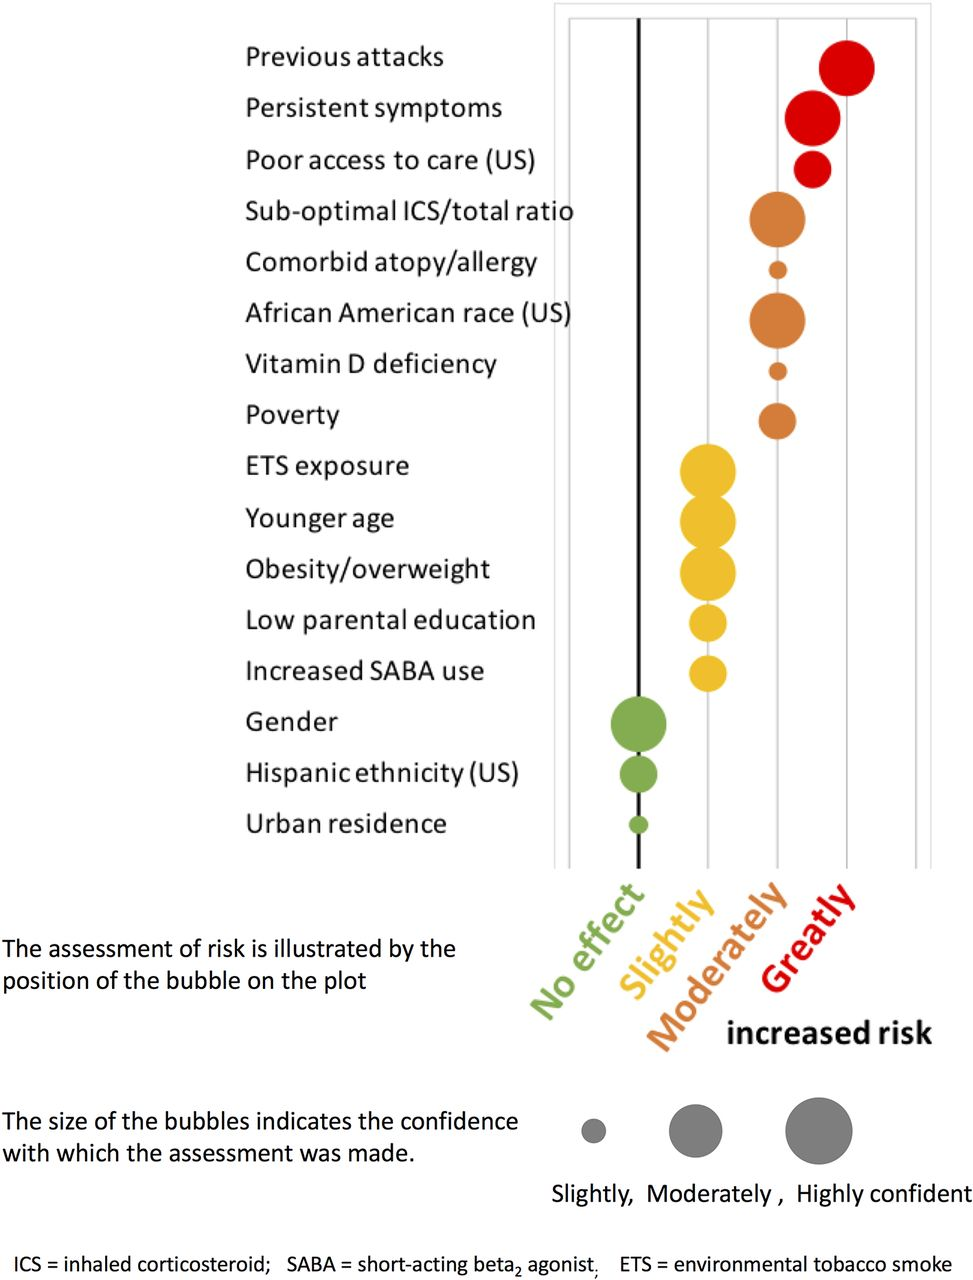 Previous attacks
Persistent symptoms
Poor access to care (US)
Sub-optimal ICS/total ratio
Comorbid atopy/allergy
African American race (US)
Vitamin D deficiency
Poverty
ETS exposure
Younger age
Obesity/overweight
Low parental education
Increased SABA use
Gender
Hispanic ethnicity (US)
Urban residence
No effect
Slightly
Moderately
Greatly
increased risk
The assessment of risk is illustrated by the
position of the bubble on the plot
The size of the bubbles indicates the confidence
with which the assessment was made.
Slightly, Moderately , Highly confident
ICS = inhaled corticosteroid; SABA = short-acting beta2 agonist; ETS = environmental tobacco smoke